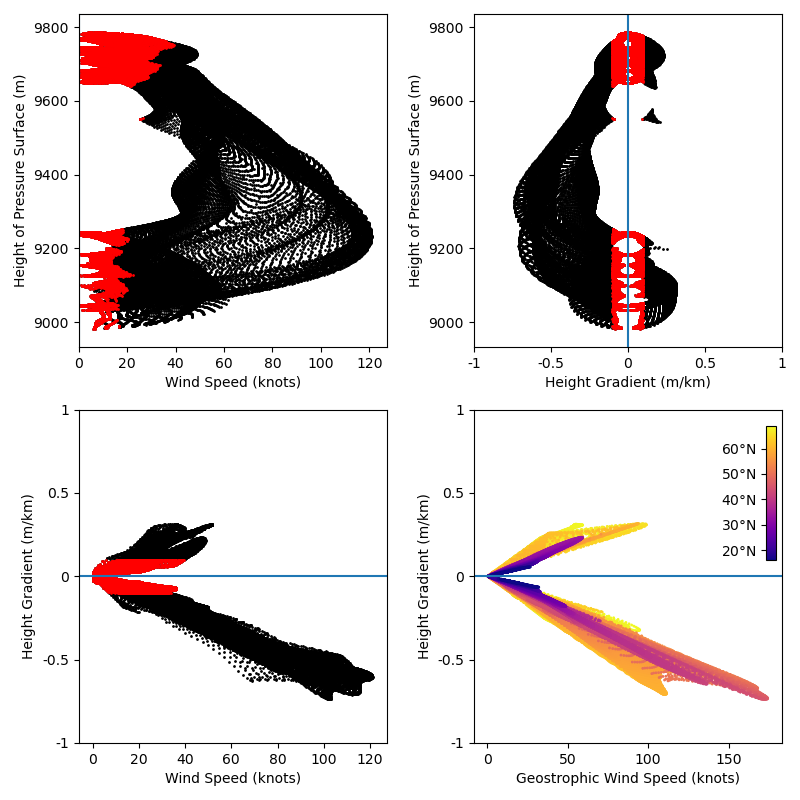 9800
9600
9400
9200
9000
Height of Pressure Surface (m)
0 20 40 60 80 100 120
Wind Speed (knots)
9800
9600
9400
9200
9000
Height of Pressure Surface (m)
-1 -0.5 0 0.5 1
Height Gradient (m/km)
1
0.5
0
-0.5
-1
Height Gradient (m/km)
0 20 40 60 80 100 120
Wind Speed (knots)
1
0.5
0
-0.5
-1
Height Gradient (m/km)
60°N
50°N
40°N
30°N
20°N
0 50 100 150
Geostrophic Wind Speed (knots)